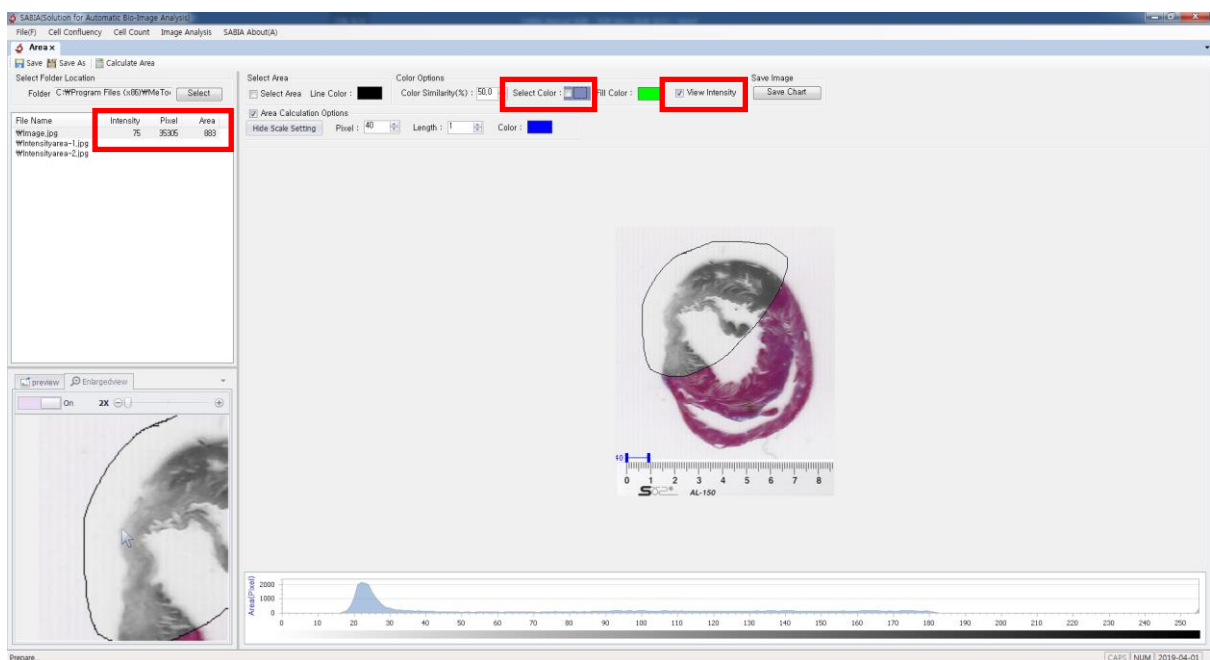 SABIA(Solution for Automatic Bio-Image Analysis)
File(F) Cell Confluency Cell Count Image Analysis SABIA About(A)
Area x
Save Save As Calculate Area
Select Folder Location
Folder C:₩Program Files (x86)₩MeTo Select
File Name Intensity Pixel Area
₩image.jpg 75 35305 883
₩Intensityarea-1.jpg
₩Intensityarea-2.jpg
Select Area Color Options Save Image
Select Area Line Color : Color Similarity(%) : 50.0 Select Color : Fill Color : View Intensity Save Chart
Area Calculation Options
Hide Scale Setting Pixel : 40 Length : 1 Color :
preview Enlargedview
On 2X
40
0 1 2 3 4 5 6 7 8
AL-150
Area(Pixel)
2000
1000
0
0 10 20 30 40 50 60 70 80 90 100 110 120 130 140 150 160 170 180 190 200 210 220 230 240 250
Prepare CAPS NUM 2019-04-01